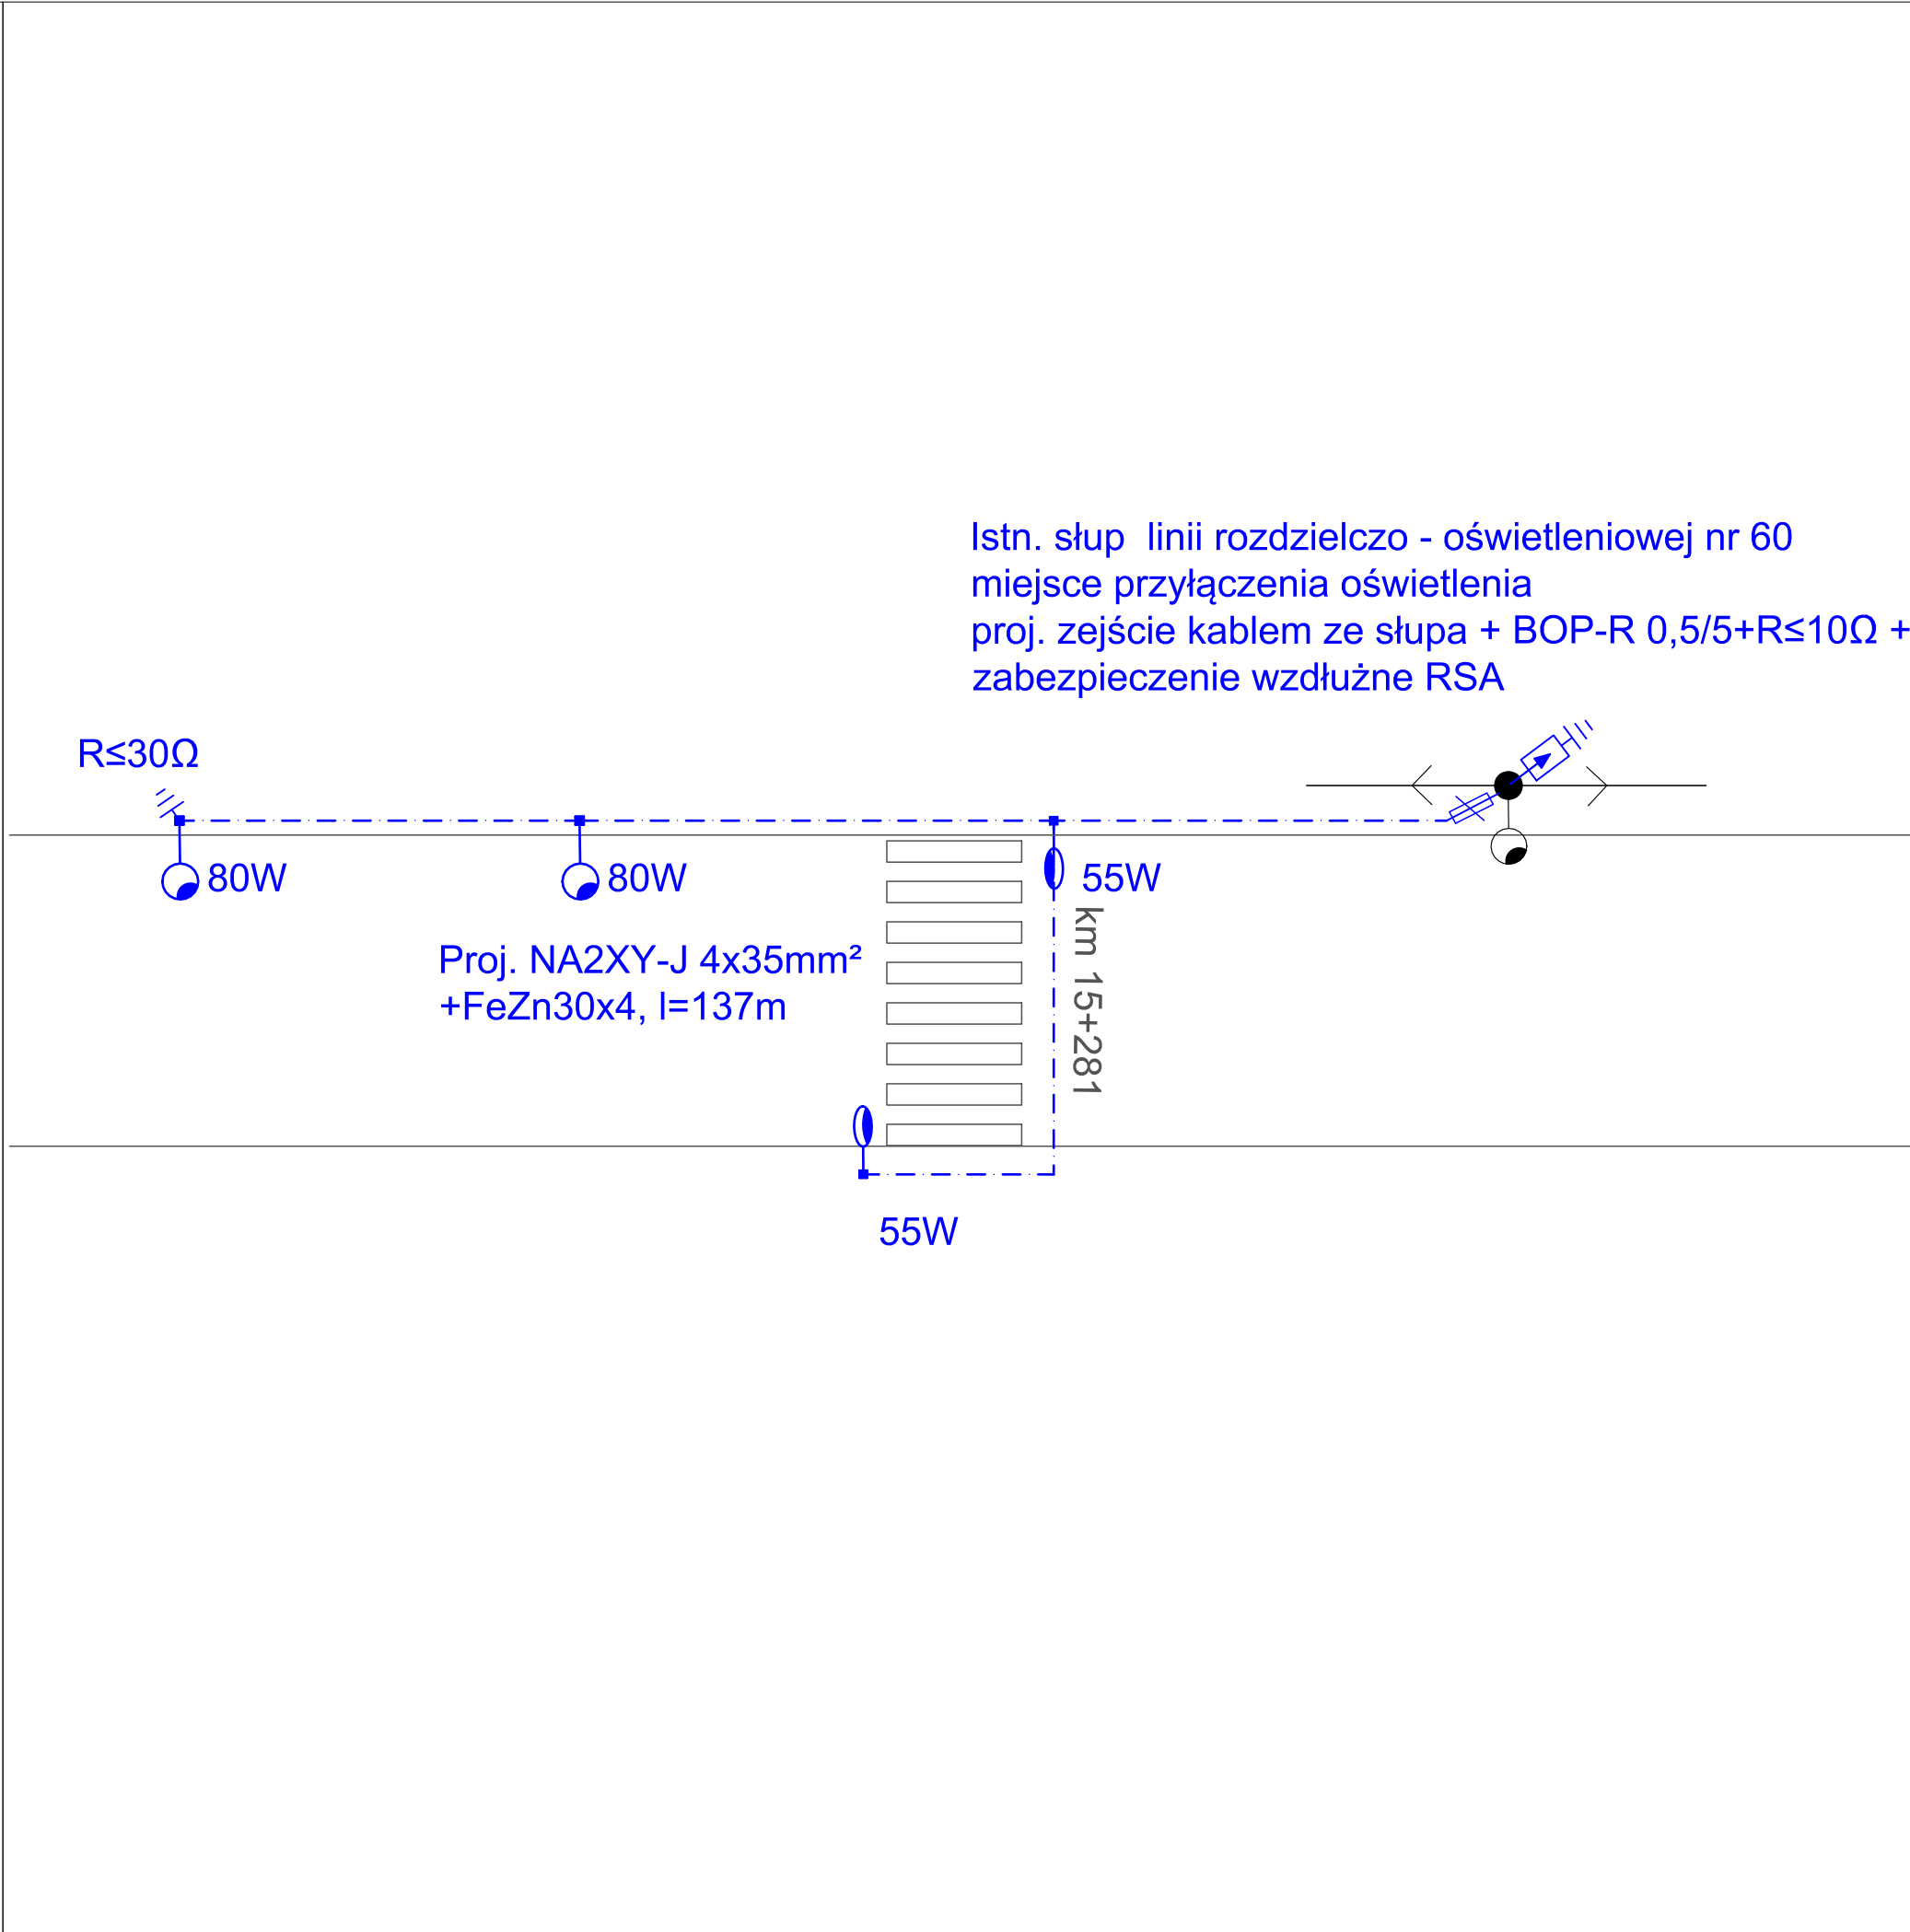 Istn. słup linii rozdzielczo - oświetleniowej nr 60
miejsce przyłączenia oświetlenia
proj. zejście kablem ze słupa + BOP-R 0,5/5+R≤10Ω +
zabezpieczenie wzdłużne RSA
R≤30Ω
80W
80W
55W
km 15+281
Proj. NA2XY-J 4x35mm²
+FeZn30x4, l=137m
55W